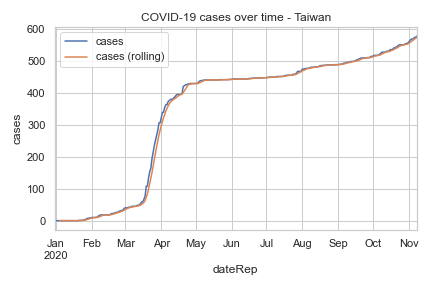 COVID-19 cases over time - Taiwan
cases
cases (rolling)
600
500
400
300
200
100
0
cases
Jan Feb Mar Apr May Jun Jul Aug Sep Oct Nov
2020
dateRep